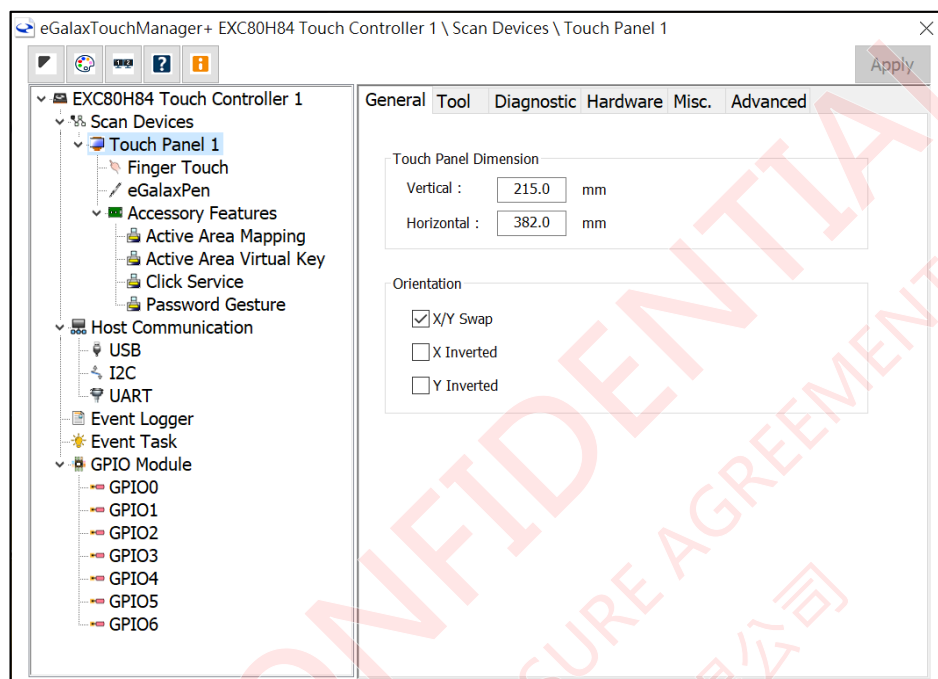 eGalaxTouchManager+ EXC80H84 Touch Controller 1 \ Scan Devices \ Touch Panel 1
Apply
EXC80H84 Touch Controller 1
Scan Devices
Touch Panel 1
Finger Touch
eGalaxPen
Accessory Features
Active Area Mapping
Active Area Virtual Key
Click Service
Password Gesture
Host Communication
USB
I2C
UART
Event Logger
Event Task
GPIO Module
GPIO0
GPIO1
GPIO2
GPIO3
GPIO4
GPIO5
GPIO6
General Tool Diagnostic Hardware Misc. Advanced
Touch Panel Dimension
Vertical : 215.0 mm
Horizontal : 382.0 mm
Orientation
X/Y Swap
X Inverted
Y Inverted
ONFIDENTIAL
SURE AGREEMENT
限公司